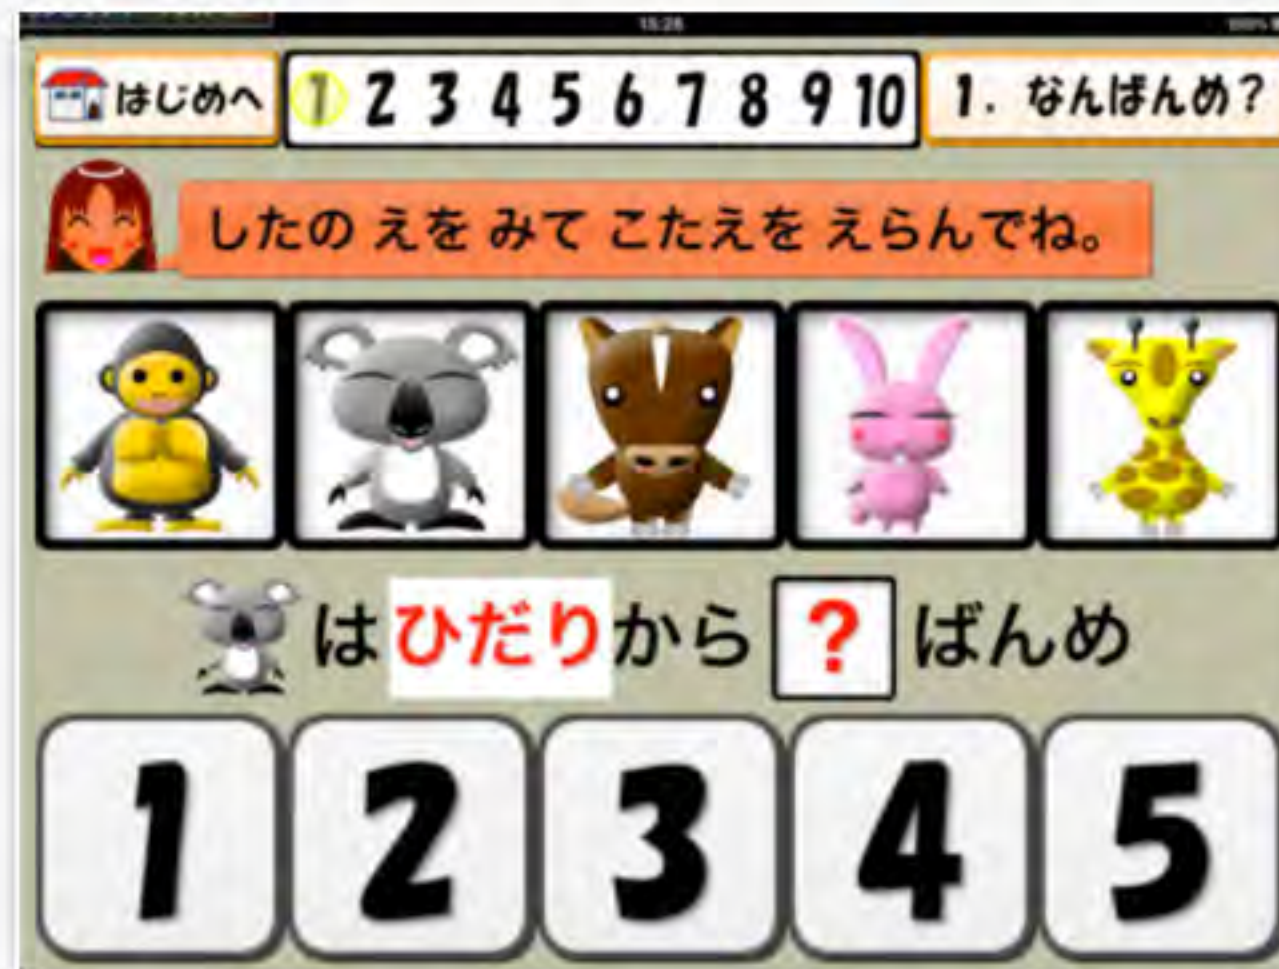 15:28
はじめへ 1 2 3 4 5 6 7 8 9 10 1. なんばんめ?
したの えを みて こたえを えらんでね。
は ひだり から ? ばんめ
1 2 3 4 5